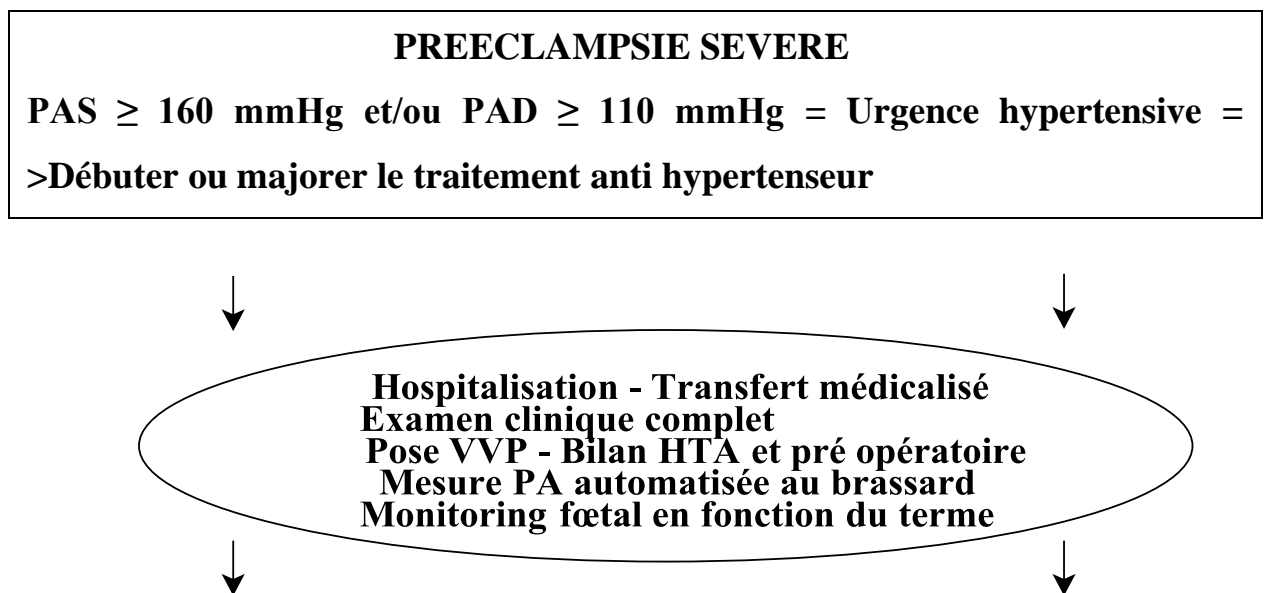 PREECLAMPSIE SEVERE
PAS ≥ 160 mmHg et/ou PAD ≥ 110 mmHg = Urgence hypertensive =
>Débuter ou majorer le traitement anti hypertenseur
Hospitalisation - Transfert médicalisé
Examen clinique complet
Pose VVP - Bilan HTA et pré opératoire
Mesure PA automatisée au brassard
Monitoring fœtal en fonction du terme